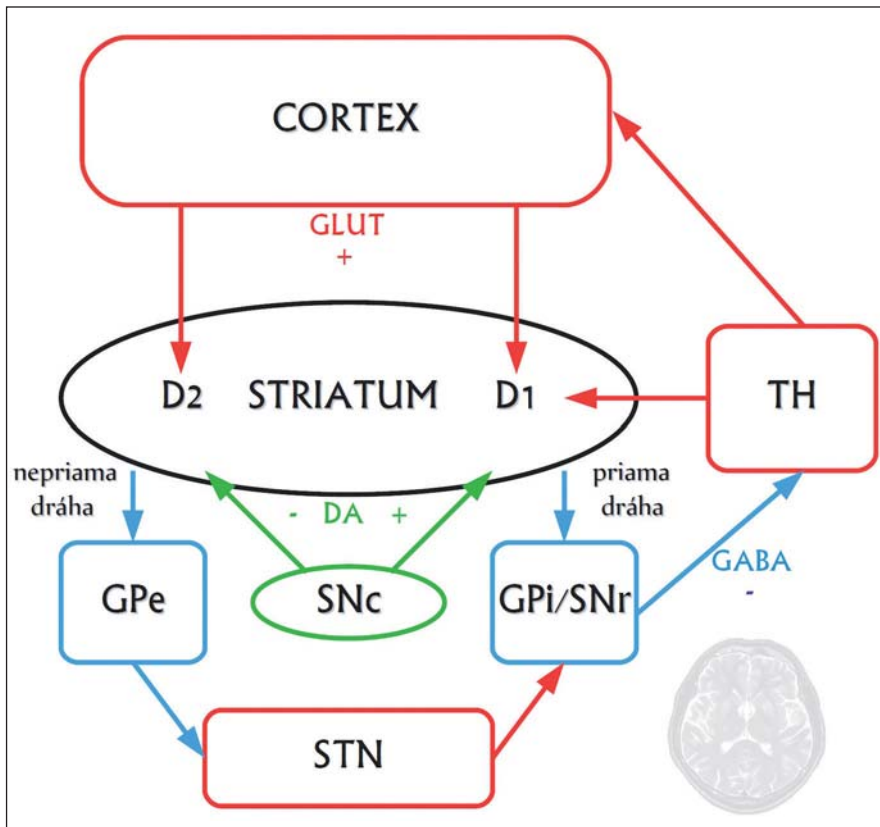 CORTEX
GLUT
+
D2 STRIATUM D1
TH
nepriama
dráha
- DA +
priama
dráha
GPe
SNc
GPi/SNr
GABA
-
STN